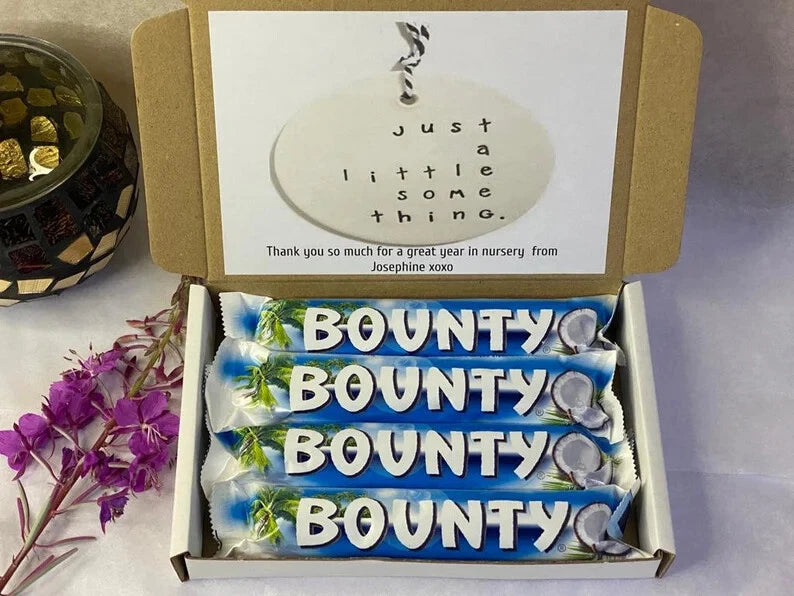 just
a
little
some
thing.
Thank you so much for a great year in nursery from
Josephine xoxo
BOUNTY
BOUNTY
BOUNTY
BOUNTY